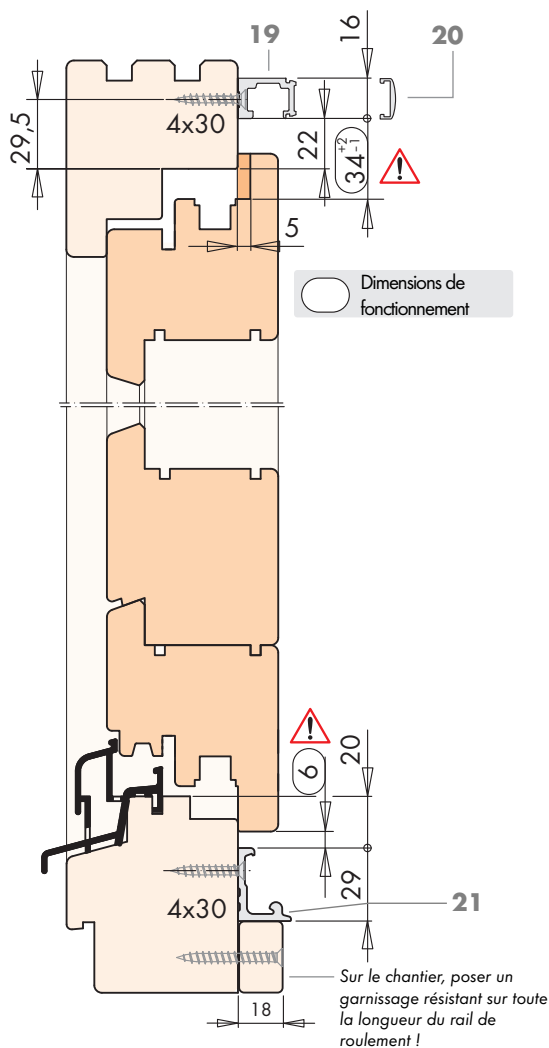 19
16
20
4x30
29,5
22
34 +2 -1
!
5
Dimensions de
fonctionnement
!
6
20
29
4x30
21
18
Sur le chantier, poser un
garnissage résistant sur toute
la longueur du rail de
roulement !